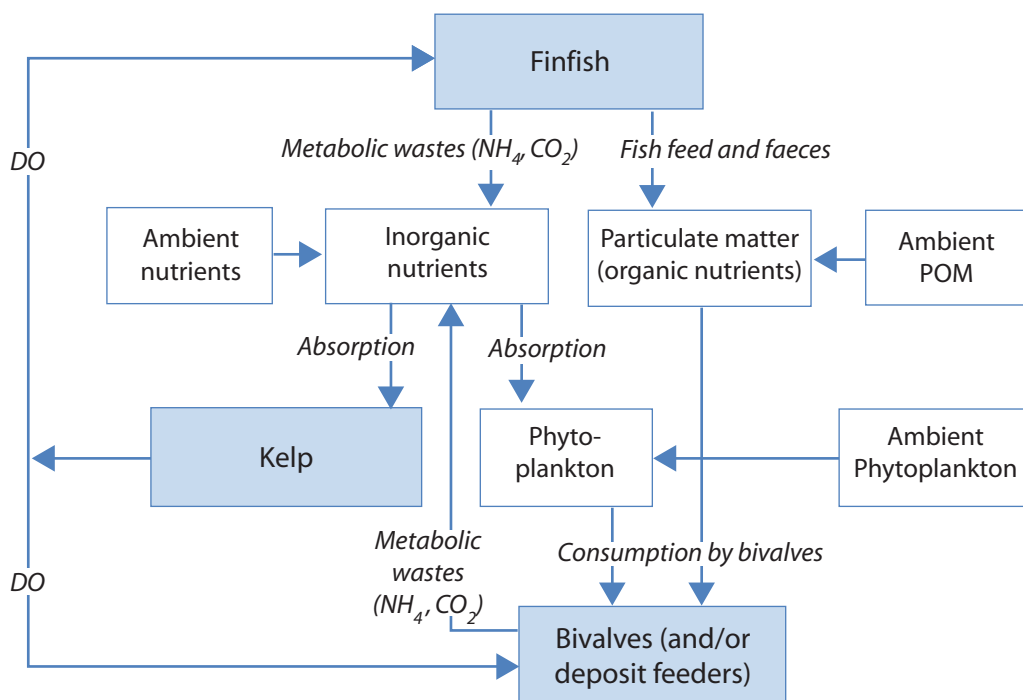 Finfish
DO
Metabolic wastes (NH₄, CO₂)
Fish feed and faeces
Ambient
nutrients
Inorganic
nutrients
Particulate matter
(organic nutrients)
Ambient
POM
Absorption
Absorption
Kelp
Phyto-
plankton
Ambient
Phytoplankton
DO
Metabolic
wastes
(NH₄, CO₂)
Consumption by bivalves
Bivalves (and/or
deposit feeders)